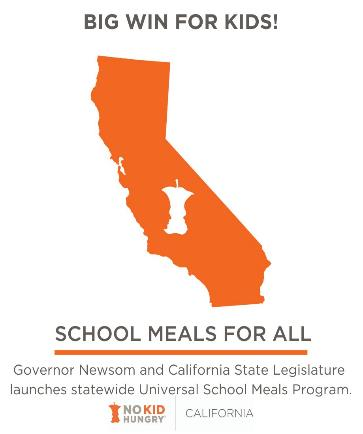 BIG WIN FOR KIDS!
SCHOOL MEALS FOR ALL
Governor Newsom and California State Legislature
launches statewide Universal School Meals Program.
NO KID
HUNGRY
CALIFORNIA